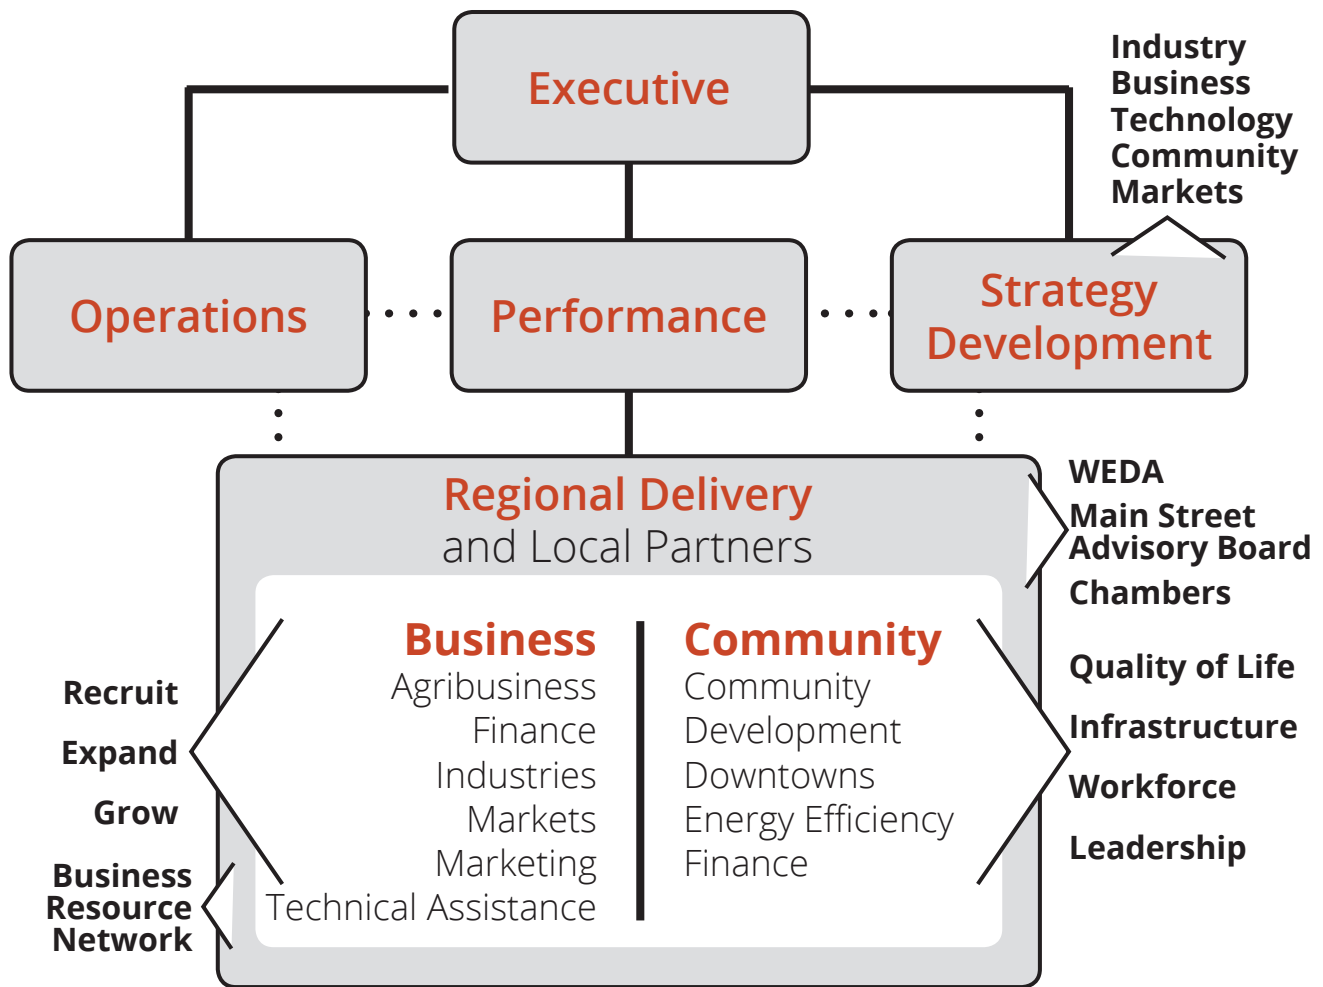 Executive
Industry
Business
Technology
Community
Markets
Operations
Performance
Strategy
Development
Regional Delivery
and Local Partners
WEDA
Main Street
Advisory Board
Chambers
Recruit
Expand
Grow
Business
Resource
Network
Business
Agribusiness
Finance
Industries
Markets
Marketing
Technical Assistance
Community
Community
Development
Downtowns
Energy Efficiency
Finance
Quality of Life
Infrastructure
Workforce
Leadership